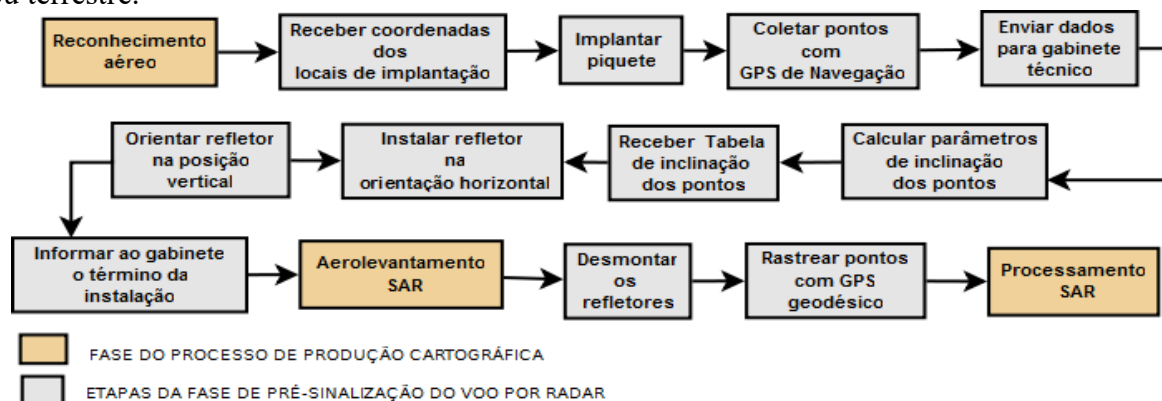 ou terrestre.
Reconhecimento
aéreo
Receber coordenadas
dos
locais de implantação
Implantar
piquete
Coletar pontos
com
GPS de Navegação
Enviar dados
para gabinete
técnico
Calcular parâmetros
de inclinação
dos pontos
Receber Tabela
de inclinação
dos pontos
Instalar refletor
na
orientação horizontal
Orientar refletor
na posição
vertical
Informar ao gabinete
o término da
instalação
Aerolevantamento
SAR
Desmontar
os
refletores
Rastrear pontos
com GPS
geodésico
Processamento
SAR
FASE DO PROCESSO DE PRODUÇÃO CARTOGRÁFICA
ETAPAS DA FASE DE PRÉ-SINALIZAÇÃO DO VOO POR RADAR